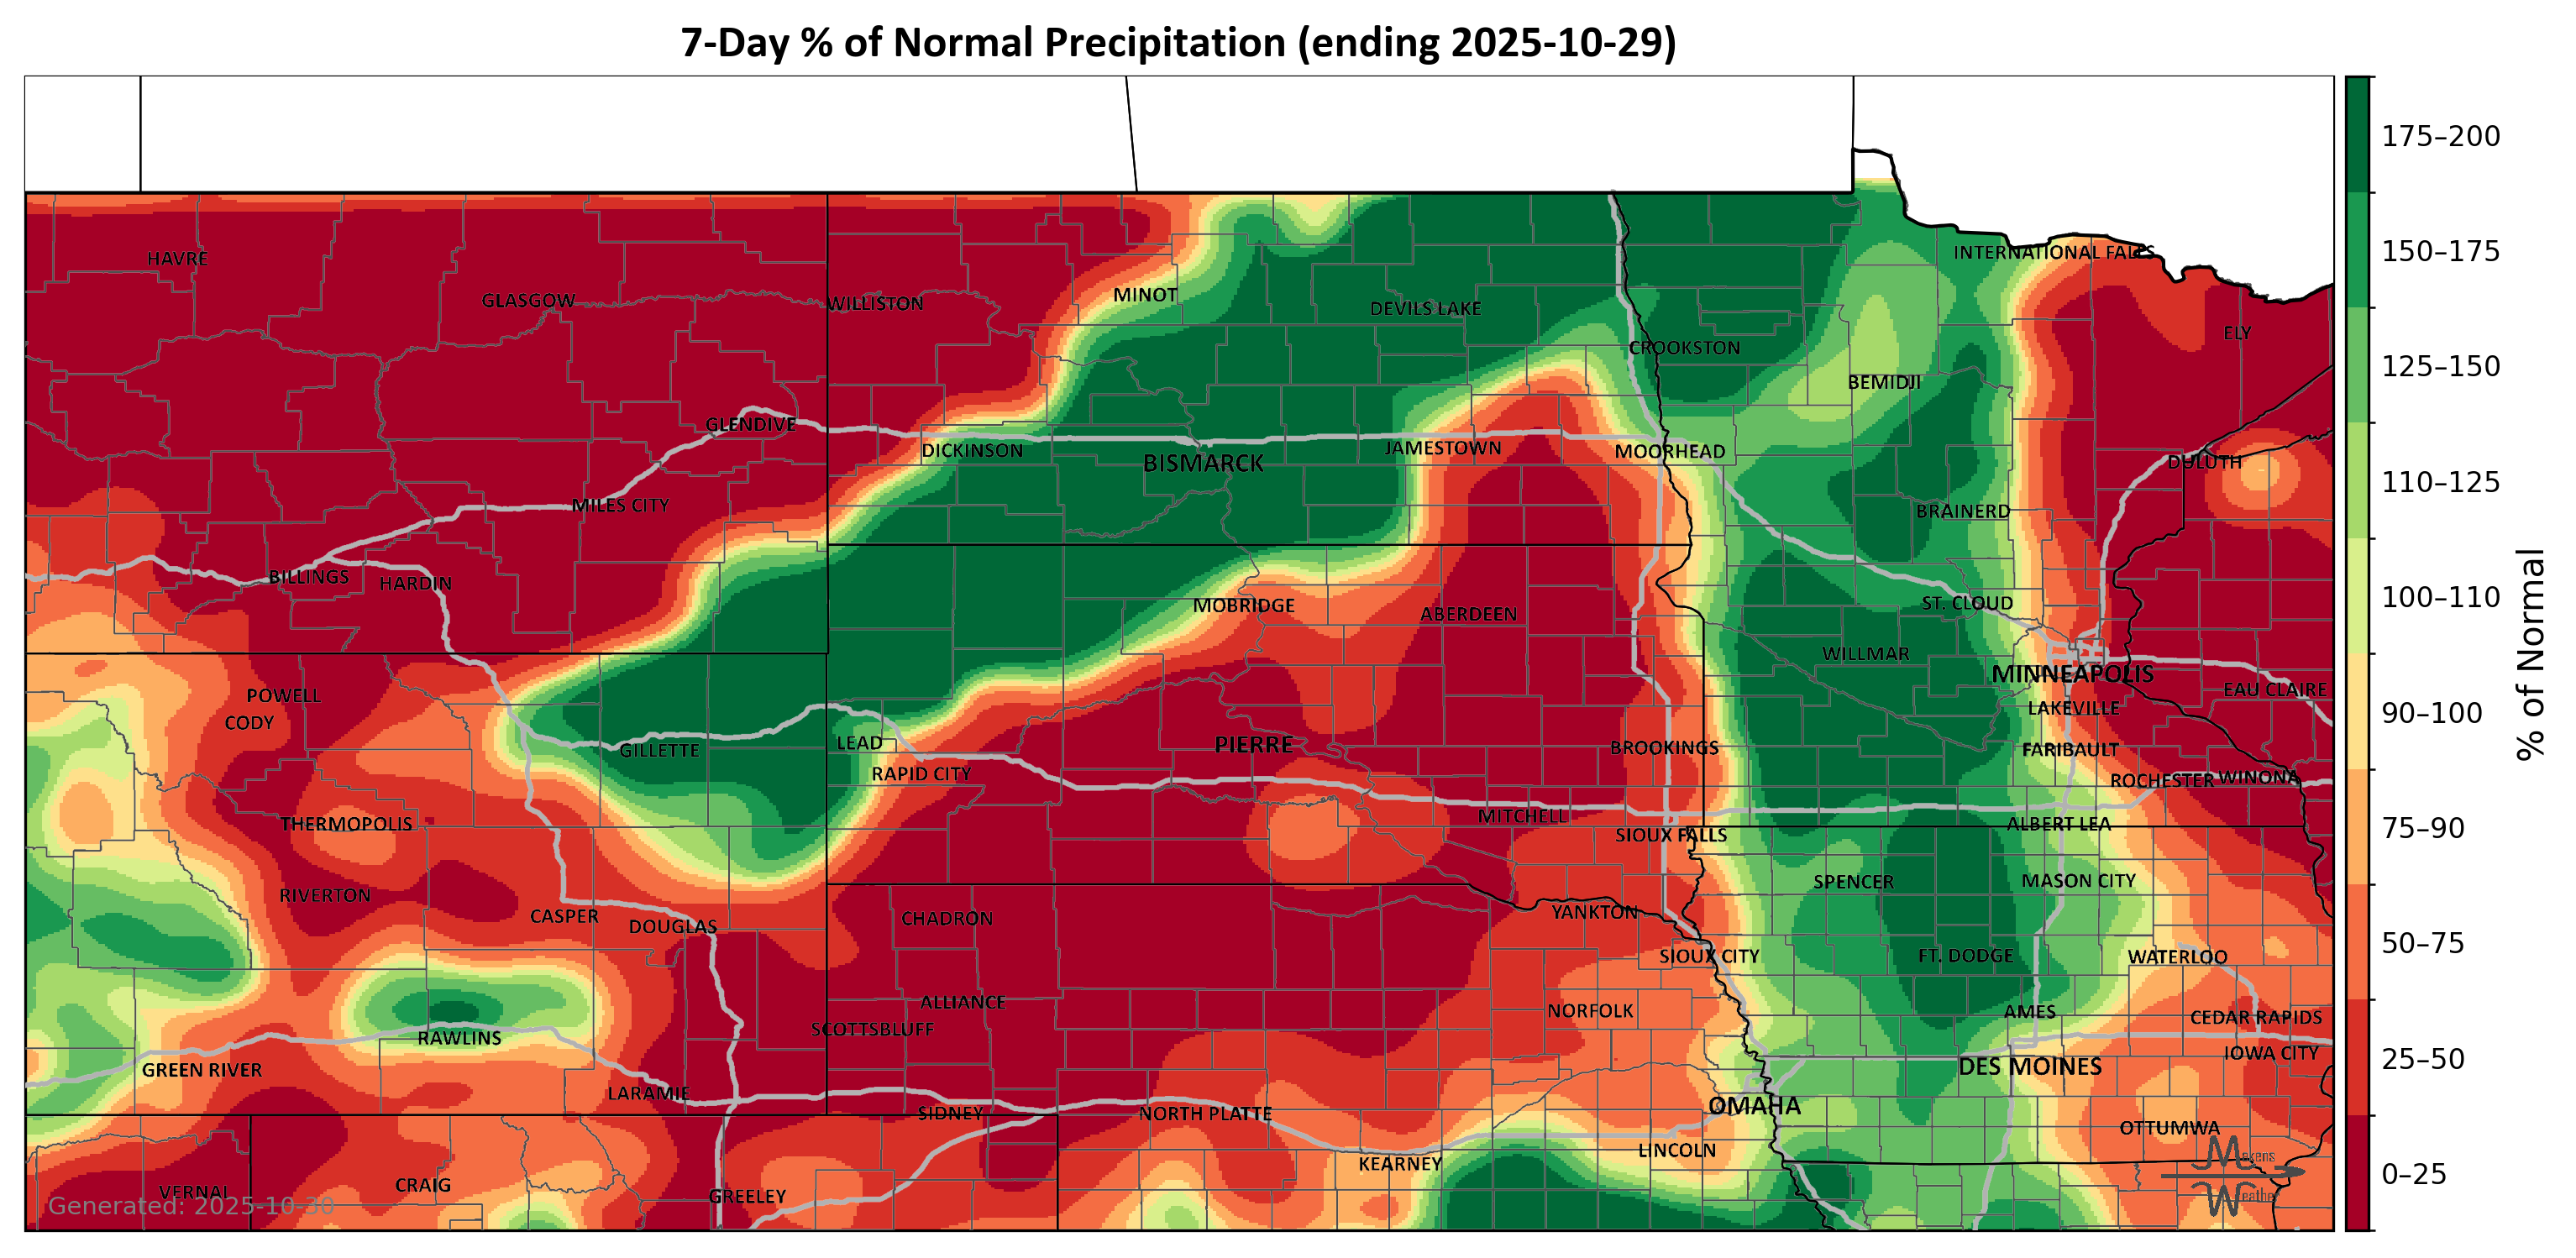 7-Day % of Normal Precipitation (ending 2025-10-29)
HAVRE
GLASGOW
WILLISTON
MINOT
DEVILS LAKE
INTERNATIONAL FALLS
ELY
CROOKSTON
BEMIDJI
GLENDIVE
DICKINSON
BISMARCK
JAMESTOWN
MOORHEAD
DULUTH
MILES CITY
BRAINERD
BILLINGS
HARDIN
MOBRIDGE
ABERDEEN
ST. CLOUD
WILLMAR
MINNEAPOLIS
EAU CLAIRE
POWELL
CODY
LAKEVILLE
GILLETTE
LEAD
RAPID CITY
PIERRE
BROOKINGS
FARIBAULT
ROCHESTER
WINONA
THERMOPOLIS
MITCHELL
SIOUX FALLS
ALBERT LEA
RIVERTON
CASPER
DOUGLAS
CHADRON
YANKTON
SPENCER
MASON CITY
SIOUX CITY
FT. DODGE
WATERLOO
ALLIANCE
SCOTTSBLUFF
NORFOLK
AMES
CEDAR RAPIDS
RAWLINS
GREEN RIVER
IOWA CITY
DES MOINES
LARAMIE
SIDNEY
NORTH PLATTE
OMAHA
OTTUMWA
KEARNEY
LINCOLN
VERNAL
CRAIG
GREELEY
Generated: 2025-10-30
Makens
Weather
175–200
150–175
125–150
110–125
100–110
90–100
75–90
50–75
25–50
0–25
% of Normal